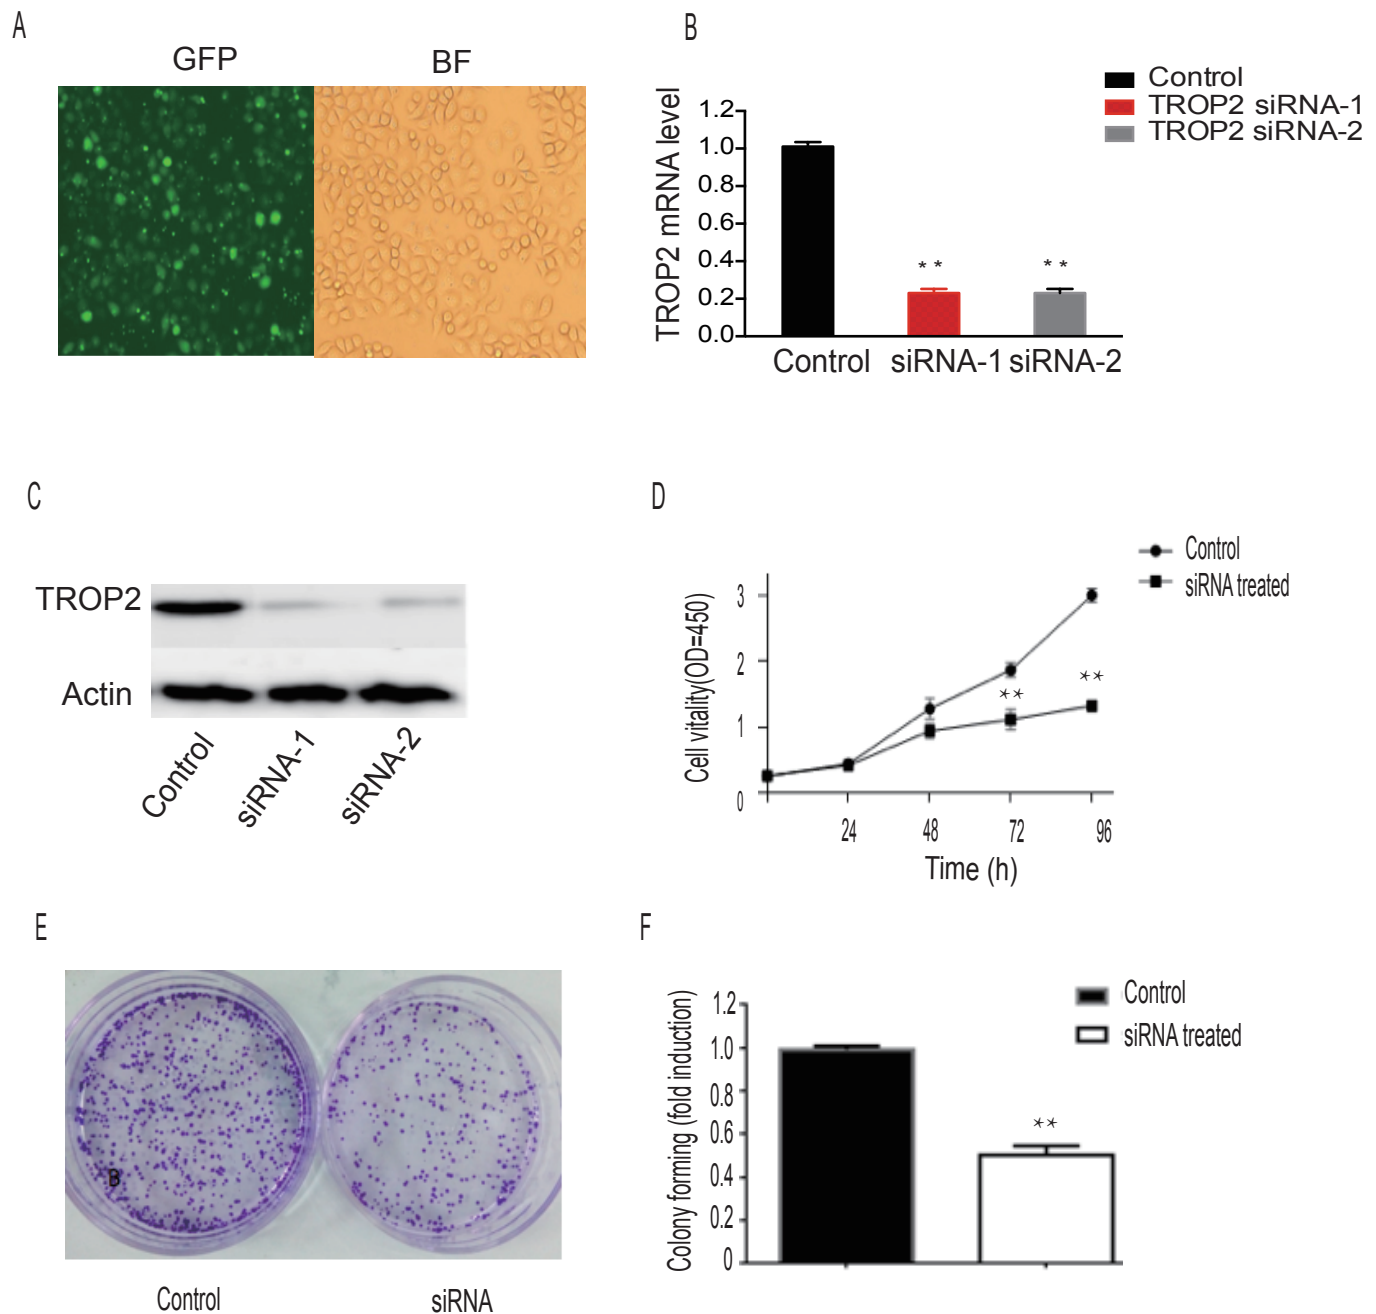 A
GFP
BF
B
Control
TROP2 siRNA-1
TROP2 siRNA-2
TROP2 mRNA level
1.2
1.0
0.8
0.6
0.4
0.2
0.0
**
**
Control
siRNA-1
siRNA-2
C
TROP2
Actin
Control
siRNA-1
siRNA-2
D
Control
siRNA treated
Cell vitality(OD=450)
3
2
1
0
**
**
24
48
72
96
Time (h)
E
B
Control
siRNA
F
Control
siRNA treated
Colony forming (fold induction)
1.2
1.0
0.8
0.6
0.4
0.2
0
**